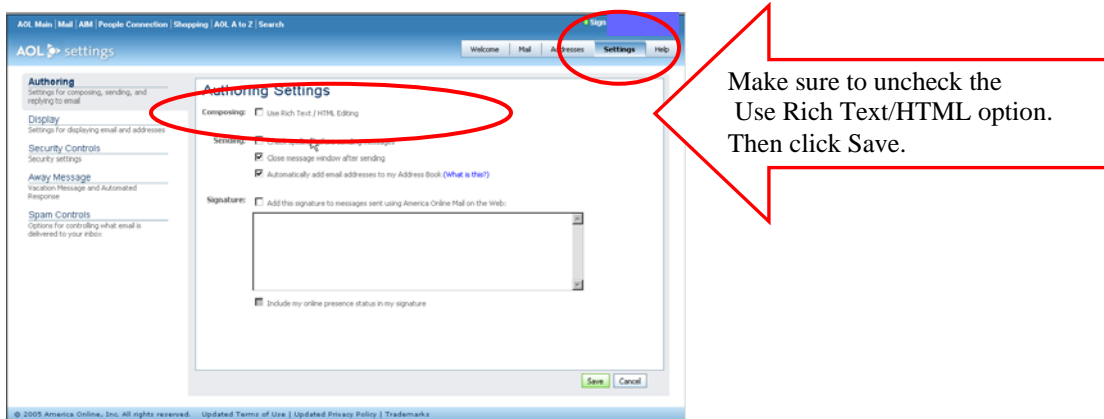 AOL Main | Mail | AIM | People Connection | Shopping | AOL A to Z | Search
Sign
AOL settings
Welcome | Mail | Addresses | Settings | Help
Authoring
Settings for composing, sending, and
replying to email
Display
Settings for displaying email and addresses
Security Controls
Security settings
Away Message
Vacation Message and Automated
Response
Spam Controls
Options for controlling what email is
delivered to your inbox
Authoring Settings
Composing: Use Rich Text / HTML Editing
Sending: sending messages
Close message window after sending
Automatically add email addresses to my Address Book (What is this?)
Signature: Add this signature to messages sent using America Online Mail on the Web:
Include my online presence status in my signature
Save Cancel
© 2005 America Online, Inc. All rights reserved. Updated Terms of Use | Updated Privacy Policy | Trademarks
Make sure to uncheck the
Use Rich Text/HTML option.
Then click Save.